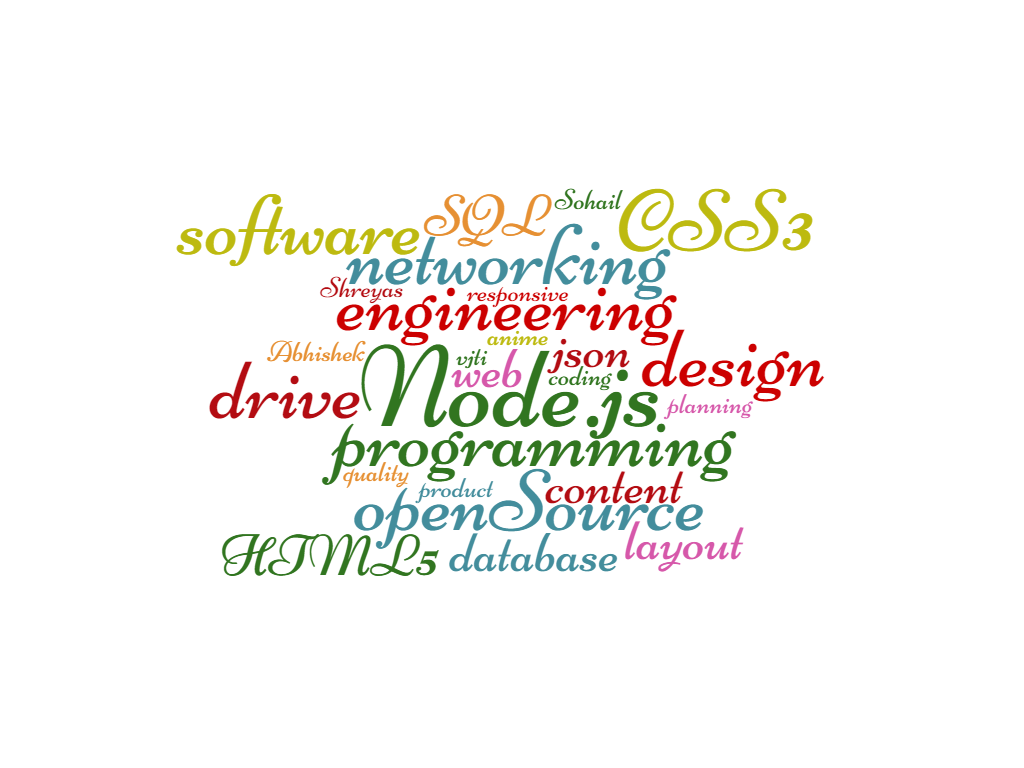 software SQL Sohail CSS3
networking
Shreyas responsive
engineering
anime
Abhishek vjti json
web coding design
drive Node.js planning
programming
quality product content
openSource
HTML5 database layout